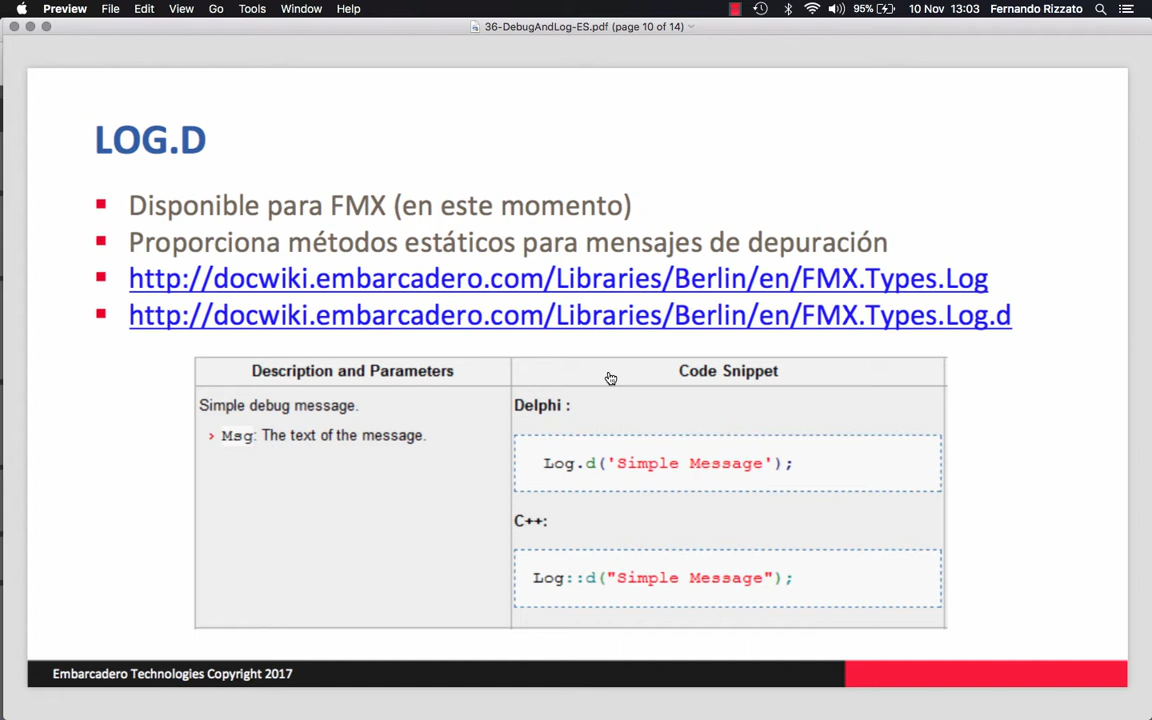 Preview File Edit View Go Tools Window Help 95% 10 Nov 13:03 Fernando Rizzato
36-DebugAndLog-ES.pdf (page 10 of 14)
LOG.D
Disponible para FMX (en este momento)
Proporciona métodos estáticos para mensajes de depuración
http://docwiki.embarcadero.com/Libraries/Berlin/en/FMX.Types.Log
http://docwiki.embarcadero.com/Libraries/Berlin/en/FMX.Types.Log.d
Description and Parameters Code Snippet
Simple debug message.
Msg: The text of the message.
Delphi :
Log.d('Simple Message');
C++:
Log::d("Simple Message");
Embarcadero Technologies Copyright 2017